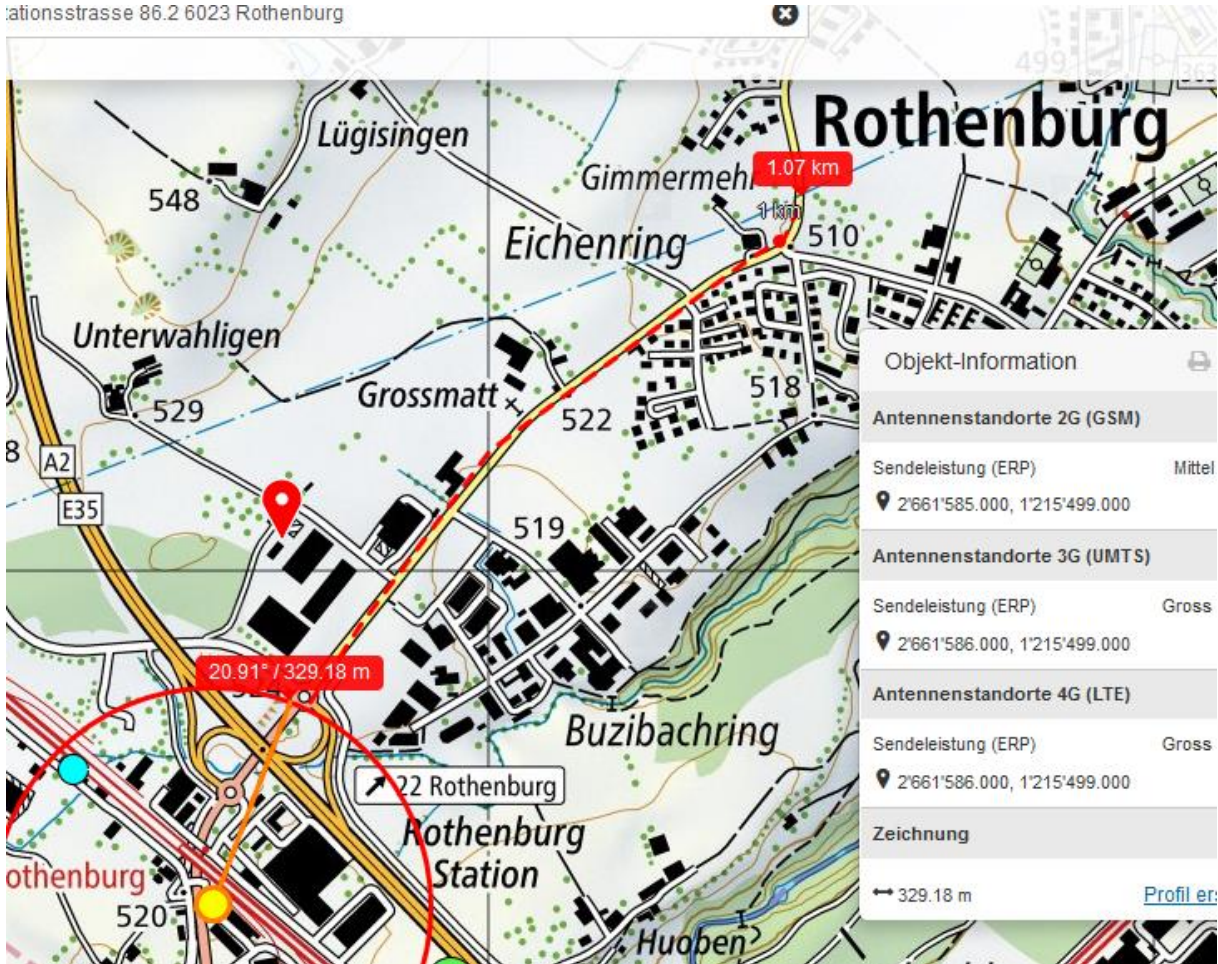 ationsstrasse 86.2 6023 Rothenburg
499
Rothenburg
Lügisingen
Gimmermeh
1.07 km
1 km
548
510
Eichenring
Unterwahligen
Grossmatt
529
522
518
8
A2
E35
519
20.91° / 329.18 m
Buzibachring
22 Rothenburg
Rothenburg
Station
othenburg
520
Huoben
Objekt-Information
Antennenstandorte 2G (GSM)
Sendeleistung (ERP) Mittel
2'661'585.000, 1'215'499.000
Antennenstandorte 3G (UMTS)
Sendeleistung (ERP) Gross
2'661'586.000, 1'215'499.000
Antennenstandorte 4G (LTE)
Sendeleistung (ERP) Gross
2'661'586.000, 1'215'499.000
Zeichnung
329.18 m Profil ers